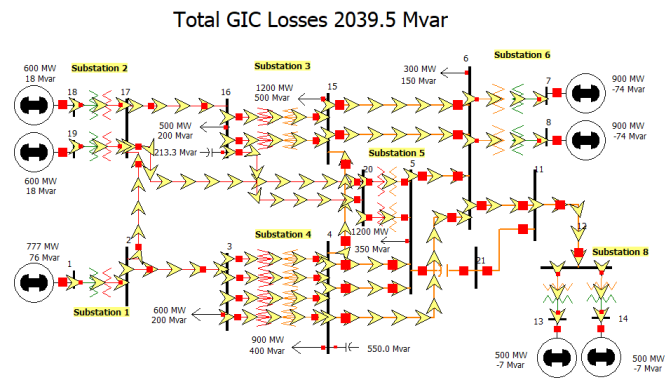 Total GIC Losses 2039.5 Mvar
600 MW
18 Mvar
Substation 2
18
17
16
Substation 3
1200 MW
500 Mvar
15
300 MW
150 Mvar
6
Substation 6
7
900 MW
-74 Mvar
19
500 MW
200 Mvar
213.3 Mvar
8
900 MW
-74 Mvar
600 MW
18 Mvar
Substation 5
20
5
11
1200 MW
350 Mvar
777 MW
76 Mvar
1
2
Substation 1
3
Substation 4
4
21
12
Substation 8
600 MW
200 Mvar
900 MW
400 Mvar
550.0 Mvar
13
14
500 MW
-7 Mvar
500 MW
-7 Mvar